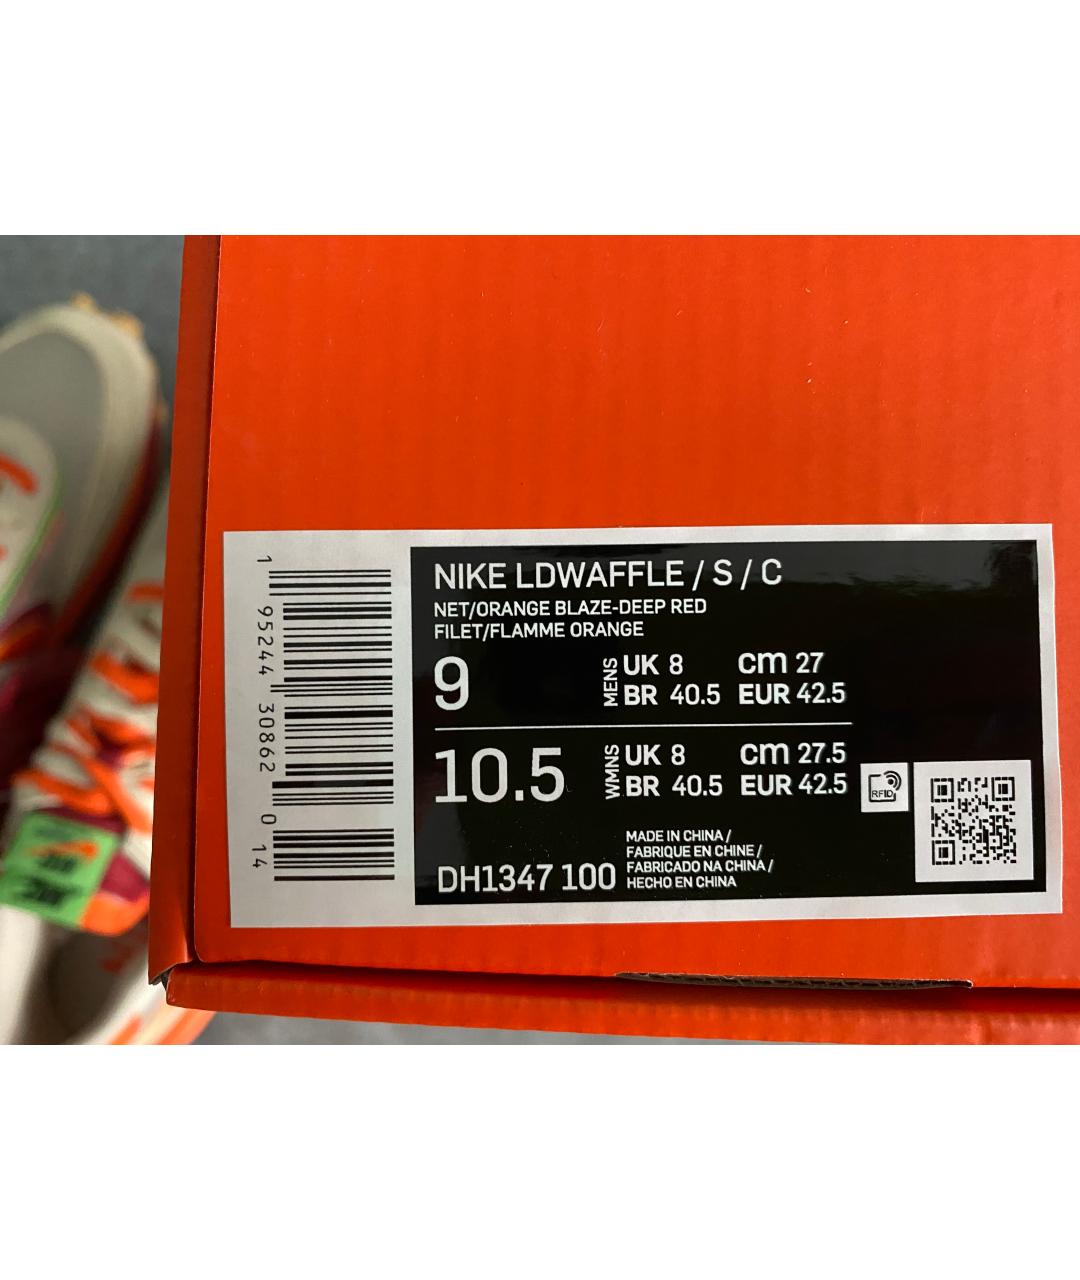 1 95244 30862 0 14
NIKE LDWAFFLE / S / C
NET/ORANGE BLAZE-DEEP RED
FILET/FLAMME ORANGE
9 MENS UK 8 cm 27
BR 40.5 EUR 42.5
10.5 WMNS UK 8 cm 27.5
BR 40.5 EUR 42.5
RFID
MADE IN CHINA /
FABRIQUE EN CHINE /
FABRICADO NA CHINA /
HECHO EN CHINA
DH1347 100